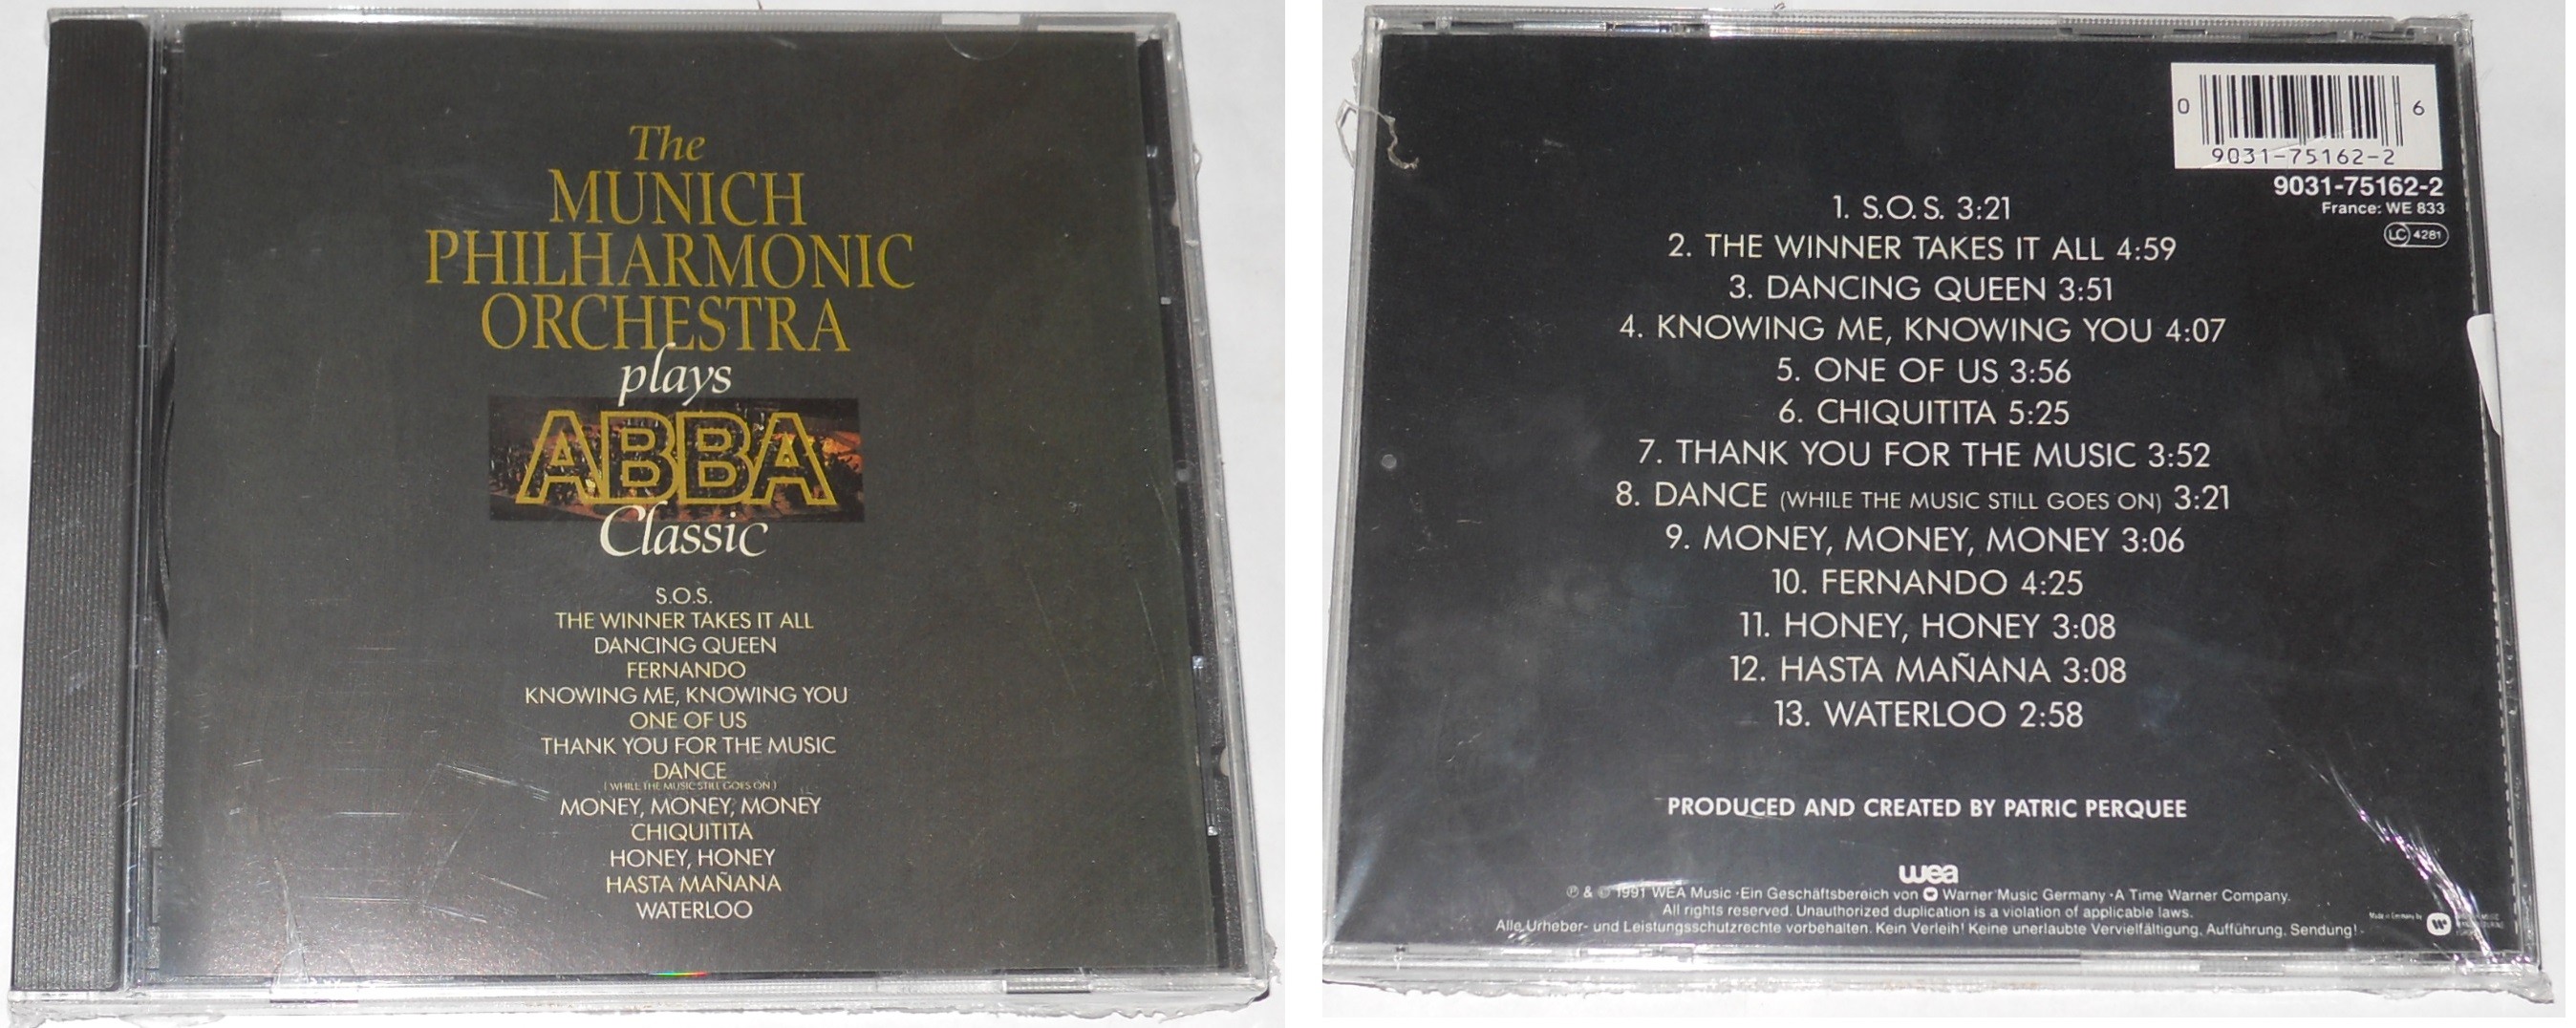 The
MUNICH
PHILHARMONIC
ORCHESTRA
plays
ABBA
Classic
S.O.S.
THE WINNER TAKES IT ALL
DANCING QUEEN
FERNANDO
KNOWING ME, KNOWING YOU
ONE OF US
THANK YOU FOR THE MUSIC
DANCE
(WHILE THE MUSIC STILL GOES ON)
MONEY, MONEY, MONEY
CHIQUITITA
HONEY, HONEY
HASTA MAÑANA
WATERLOO
0 6
9031-75162-2
9031-75162-2
France: WE 833
LC 4281
1. S.O.S. 3:21
2. THE WINNER TAKES IT ALL 4:59
3. DANCING QUEEN 3:51
4. KNOWING ME, KNOWING YOU 4:07
5. ONE OF US 3:56
6. CHIQUITITA 5:25
7. THANK YOU FOR THE MUSIC 3:52
8. DANCE (WHILE THE MUSIC STILL GOES ON) 3:21
9. MONEY, MONEY, MONEY 3:06
10. FERNANDO 4:25
11. HONEY, HONEY 3:08
12. HASTA MAÑANA 3:08
13. WATERLOO 2:58
PRODUCED AND CREATED BY PATRIC PERQUEE
wea
℗ & © 1991 WEA Music · Ein Geschäftsbereich von Warner Music Germany · A Time Warner Company.
All rights reserved. Unauthorized duplication is a violation of applicable laws.
Alle Urheber- und Leistungsschutzrechte vorbehalten. Kein Verleih! Keine unerlaubte Vervielfältigung, Aufführung, Sendung!
Made in Germany by